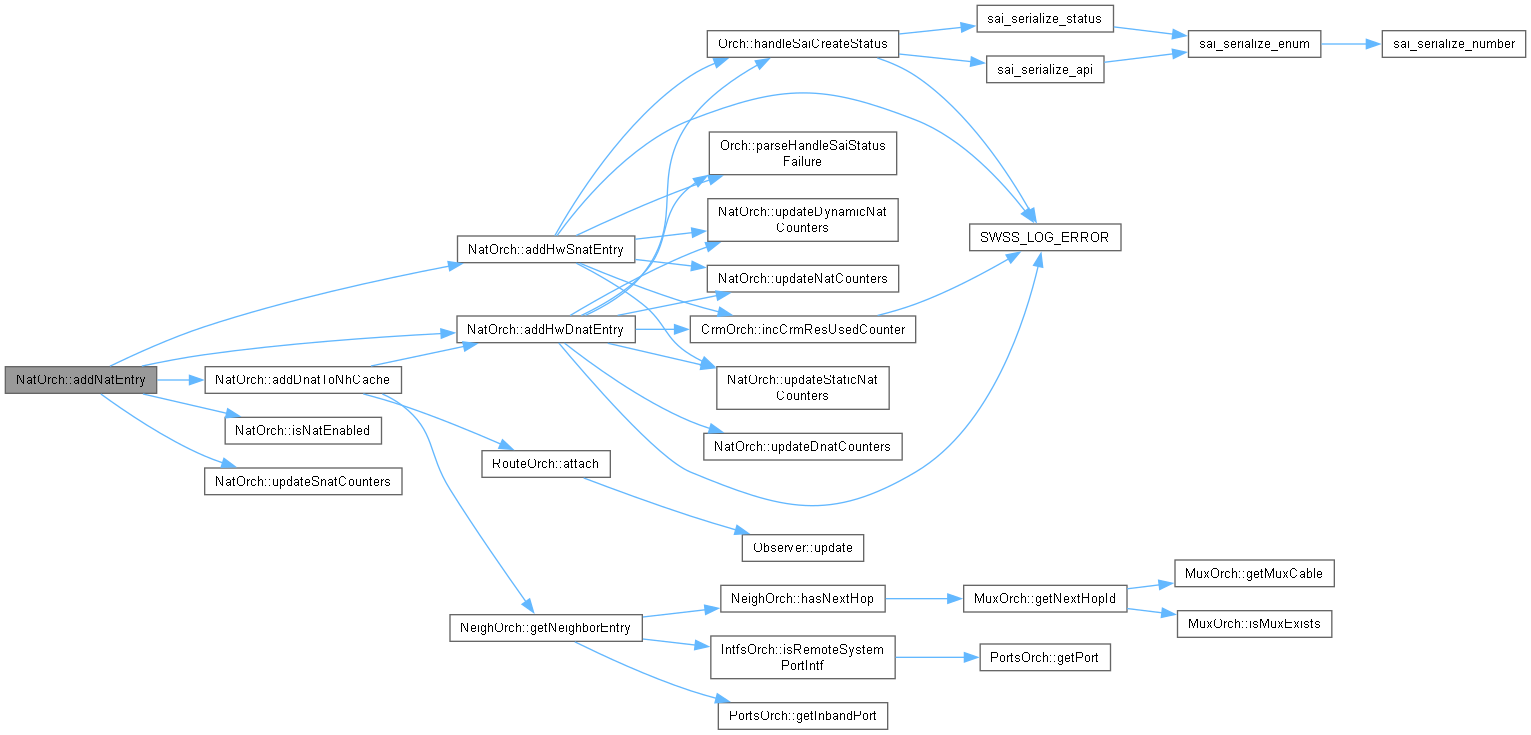 NatOrch::addNatEntry
NatOrch::addHwSnatEntry
NatOrch::addHwDnatEntry
NatOrch::addDnatToNhCache
NatOrch::isNatEnabled
NatOrch::updateSnatCounters
RouteOrch::attach
NeighOrch::getNeighborEntry
Orch::handleSaiCreateStatus
Orch::parseHandleSaiStatus
Failure
NatOrch::updateDynamicNat
Counters
NatOrch::updateNatCounters
CrmOrch::incCrmResUsedCounter
NatOrch::updateStaticNat
Counters
NatOrch::updateDnatCounters
Observer::update
NeighOrch::hasNextHop
IntfsOrch::isRemoteSystem
PortIntf
PortsOrch::getInbandPort
sai_serialize_status
sai_serialize_api
SWSS_LOG_ERROR
MuxOrch::getNextHopId
PortsOrch::getPort
sai_serialize_enum
MuxOrch::getMuxCable
MuxOrch::isMuxExists
sai_serialize_number